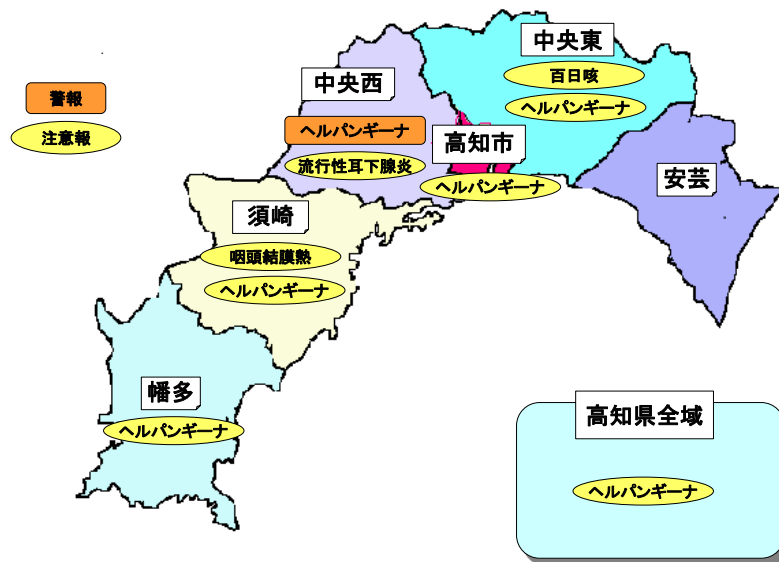 警報
注意報
中央西
ヘルパンギーナ
流行性耳下腺炎
中央東
百日咳
ヘルパンギーナ
高知市
ヘルパンギーナ
安芸
須崎
咽頭結膜熱
ヘルパンギーナ
幡多
ヘルパンギーナ
高知県全域
ヘルパンギーナ